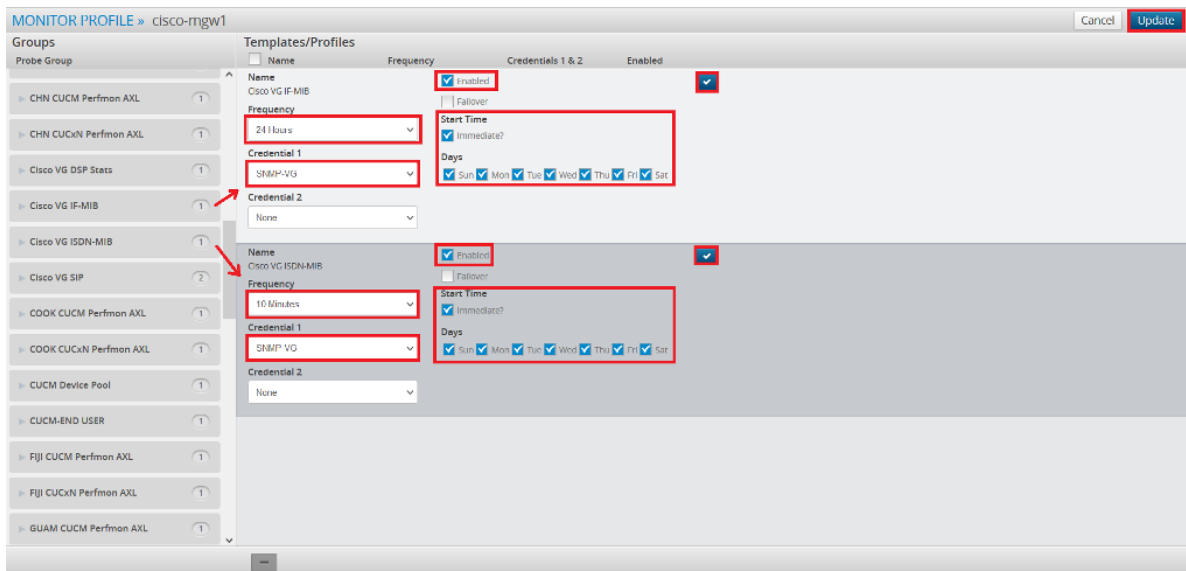 MONITOR PROFILE » cisco-mgw1
Cancel
Update
Groups
Probe Group
CHN CUCM Perfmon AXL 1
CHN CUCxN Perfmon AXL 1
Cisco VG DSP Stats 1
Cisco VG IF-MIB 1
Cisco VG ISDN-MIB 1
Cisco VG SIP 2
COOK CUCM Perfmon AXL 1
COOK CUCxN Perfmon AXL 1
CUCM Device Pool 1
CUCM-END USER 1
FIJI CUCM Perfmon AXL 1
FIJI CUCxN Perfmon AXL 1
GUAM CUCM Perfmon AXL 1
Templates/Profiles
Name Frequency Credentials 1 & 2 Enabled
Name
Cisco VG IF-MIB
Frequency
24 Hours
Credential 1
SNMP-VG
Credential 2
None
Enabled
Failover
Start Time
Immediate?
Days
Sun Mon Tue Wed Thu Fri Sat
Name
Cisco VG ISDN-MIB
Frequency
10 Minutes
Credential 1
SNMP-VG
Credential 2
None
Enabled
Failover
Start Time
Immediate?
Days
Sun Mon Tue Wed Thu Fri Sat